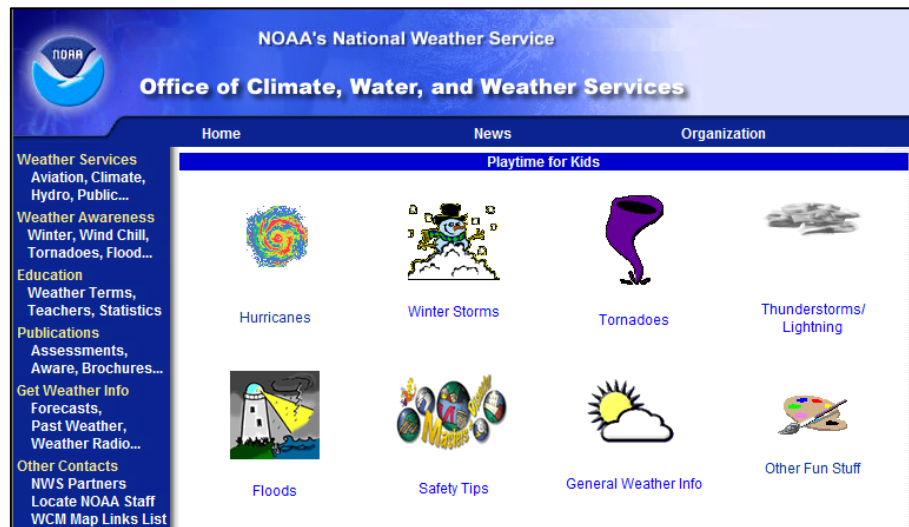 NOAA
NOAA's National Weather Service
Office of Climate, Water, and Weather Services
Home News Organization
Weather Services
Aviation, Climate,
Hydro, Public...
Weather Awareness
Winter, Wind Chill,
Tornadoes, Flood...
Education
Weather Terms,
Teachers, Statistics
Publications
Assessments,
Aware, Brochures...
Get Weather Info
Forecasts,
Past Weather,
Weather Radio...
Other Contacts
NWS Partners
Locate NOAA Staff
WCM Map Links List
Playtime for Kids
Hurricanes
Winter Storms
Tornadoes
Thunderstorms/
Lightning
Floods
Masters
Safety Tips
General Weather Info
Other Fun Stuff